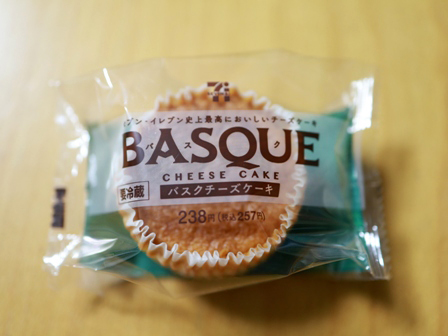 ブン-イレブン史上最高においしいチーズケーキ
BASQUE
バスク
CHEESE CAKE
要冷蔵
バスクチーズケーキ
238円(税込257円)